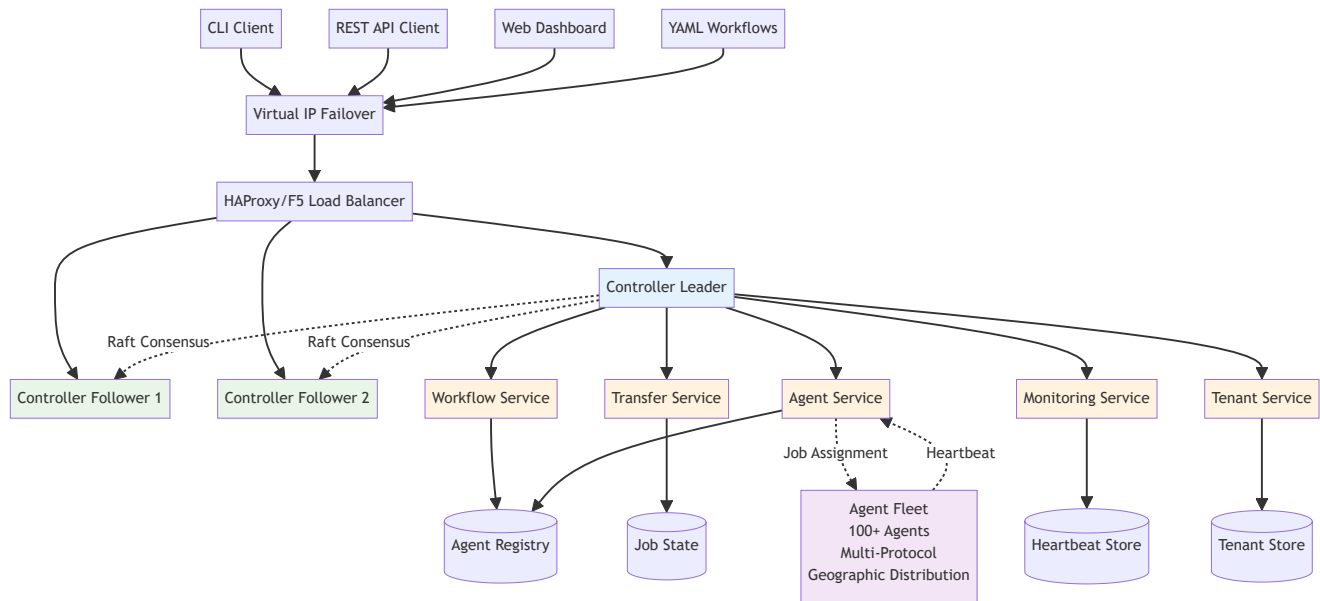 CLI Client
REST API Client
Web Dashboard
YAML Workflows
Virtual IP Failover
HAProxy/F5 Load Balancer
Controller Leader
Raft Consensus
Raft Consensus
Controller Follower 1
Controller Follower 2
Workflow Service
Transfer Service
Agent Service
Monitoring Service
Tenant Service
Job Assignment
Heartbeat
Agent Registry
Job State
Agent Fleet
100+ Agents
Multi-Protocol
Geographic Distribution
Heartbeat Store
Tenant Store